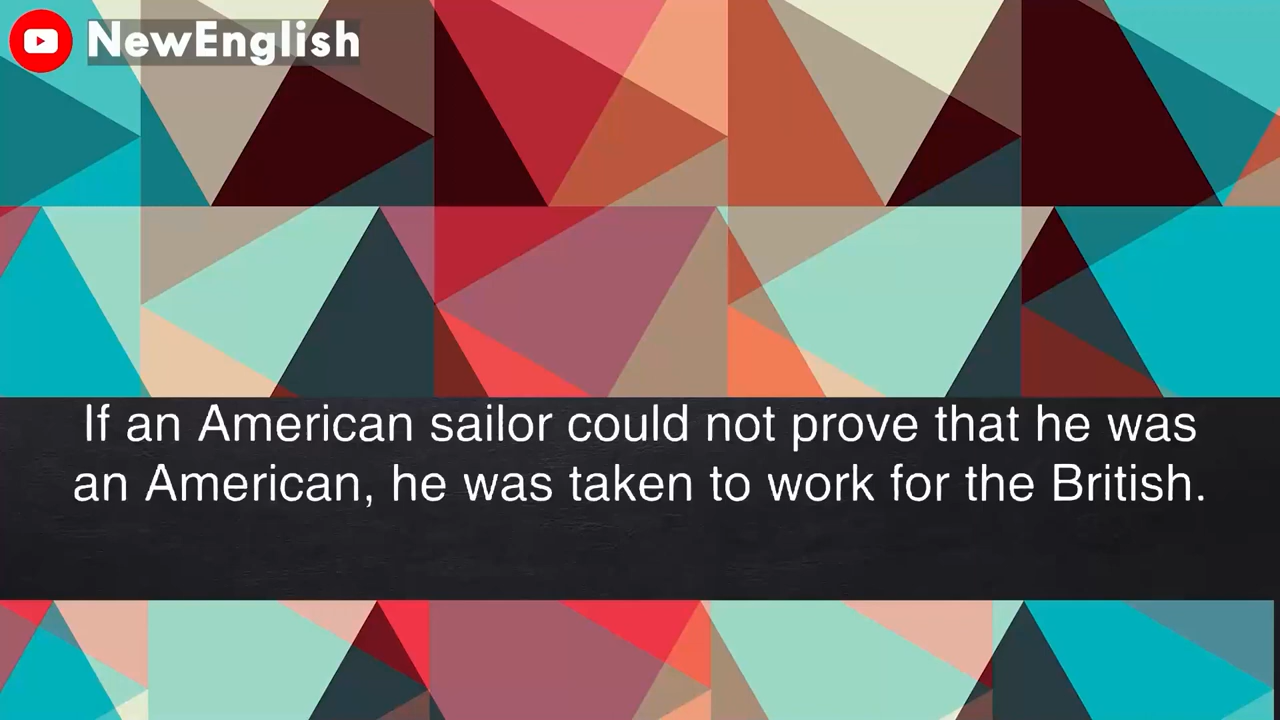 NewEnglish
If an American sailor could not prove that he was
an American, he was taken to work for the British.